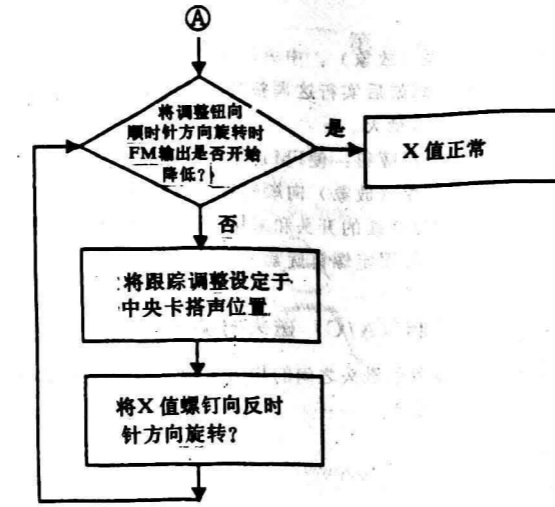 A
将调整钮向
顺时针方向旋转时
FM输出是否开始
降低?
是
X值正常
否
将跟踪调整设定于
中央卡搭声位置
将X值螺钉向反时
针方向旋转?